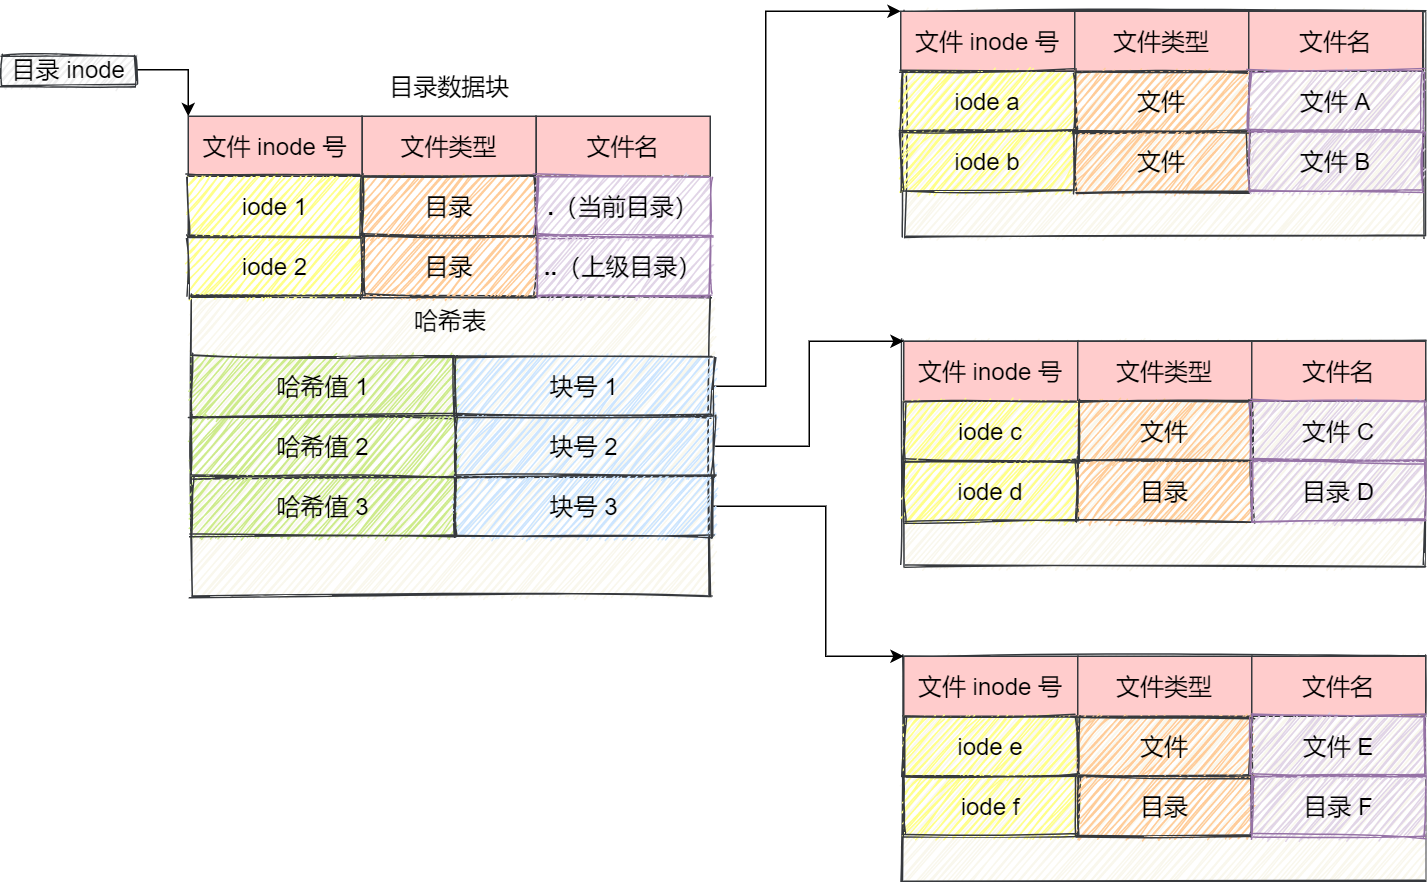 目录 inode
目录数据块
文件 inode 号 文件类型 文件名
iode 1 目录 .（当前目录）
iode 2 目录 ..（上级目录）
哈希表
哈希值 1 块号 1
哈希值 2 块号 2
哈希值 3 块号 3
文件 inode 号 文件类型 文件名
iode a 文件 文件 A
iode b 文件 文件 B
文件 inode 号 文件类型 文件名
iode c 文件 文件 C
iode d 目录 目录 D
文件 inode 号 文件类型 文件名
iode e 文件 文件 E
iode f 目录 目录 F